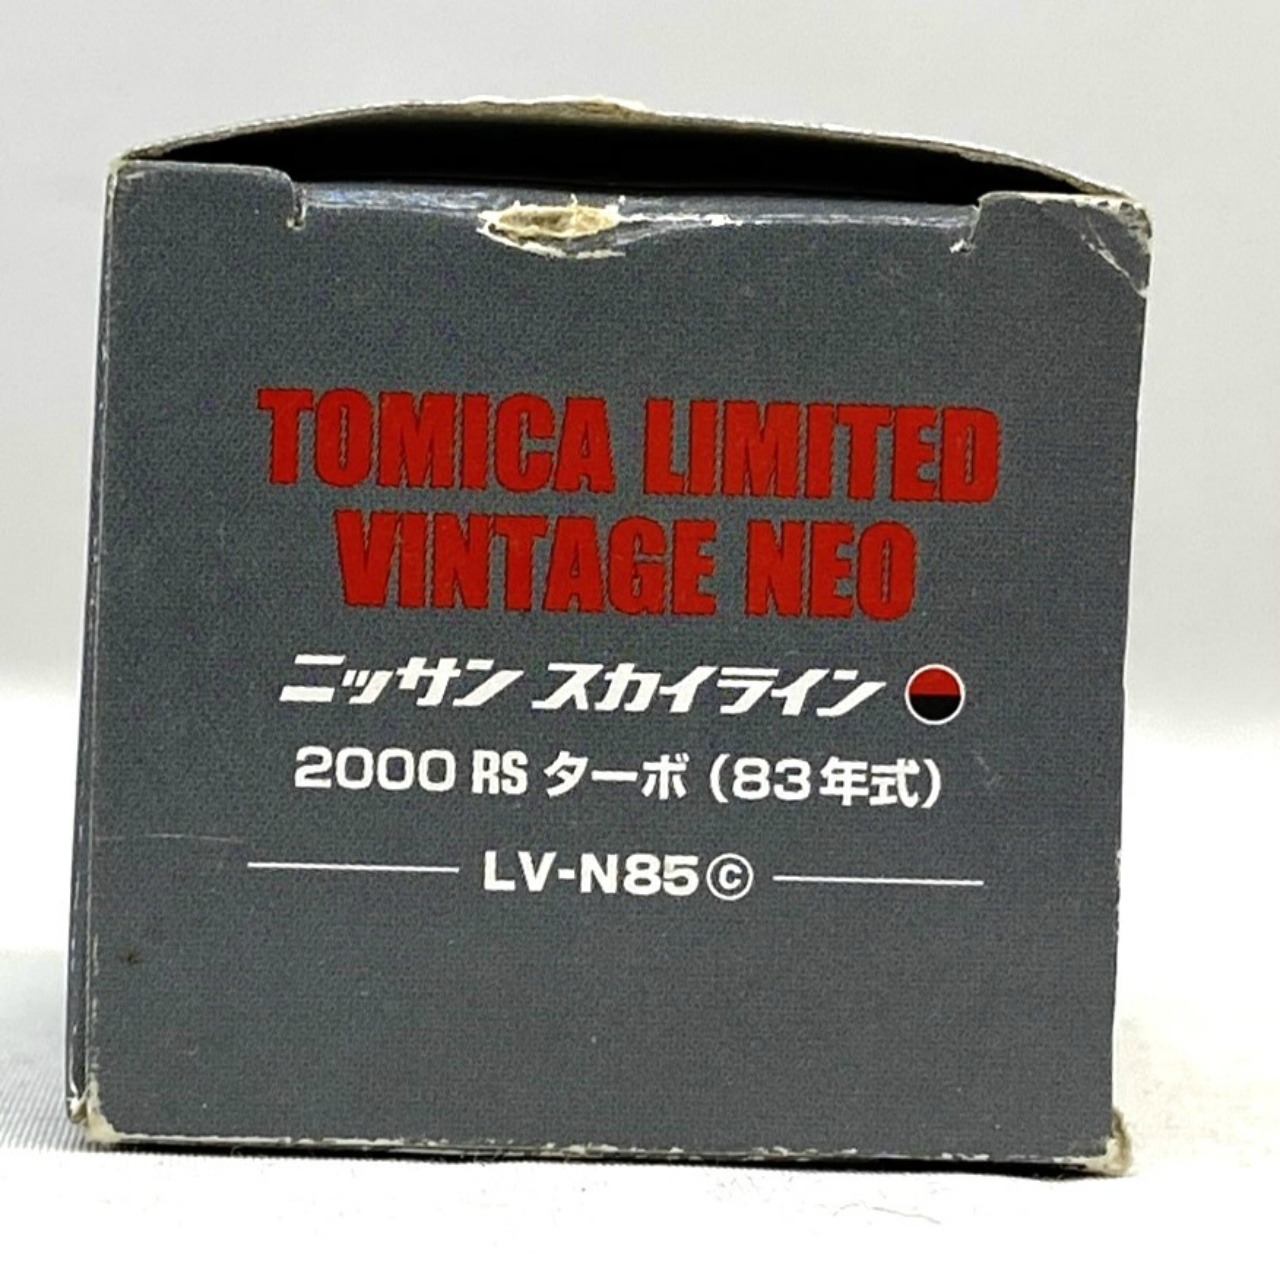 TOMICA LIMITED
VINTAGE NEO
ニッサン スカイライン
2000 RS ターボ（83年式）
LV-N85ⓒ